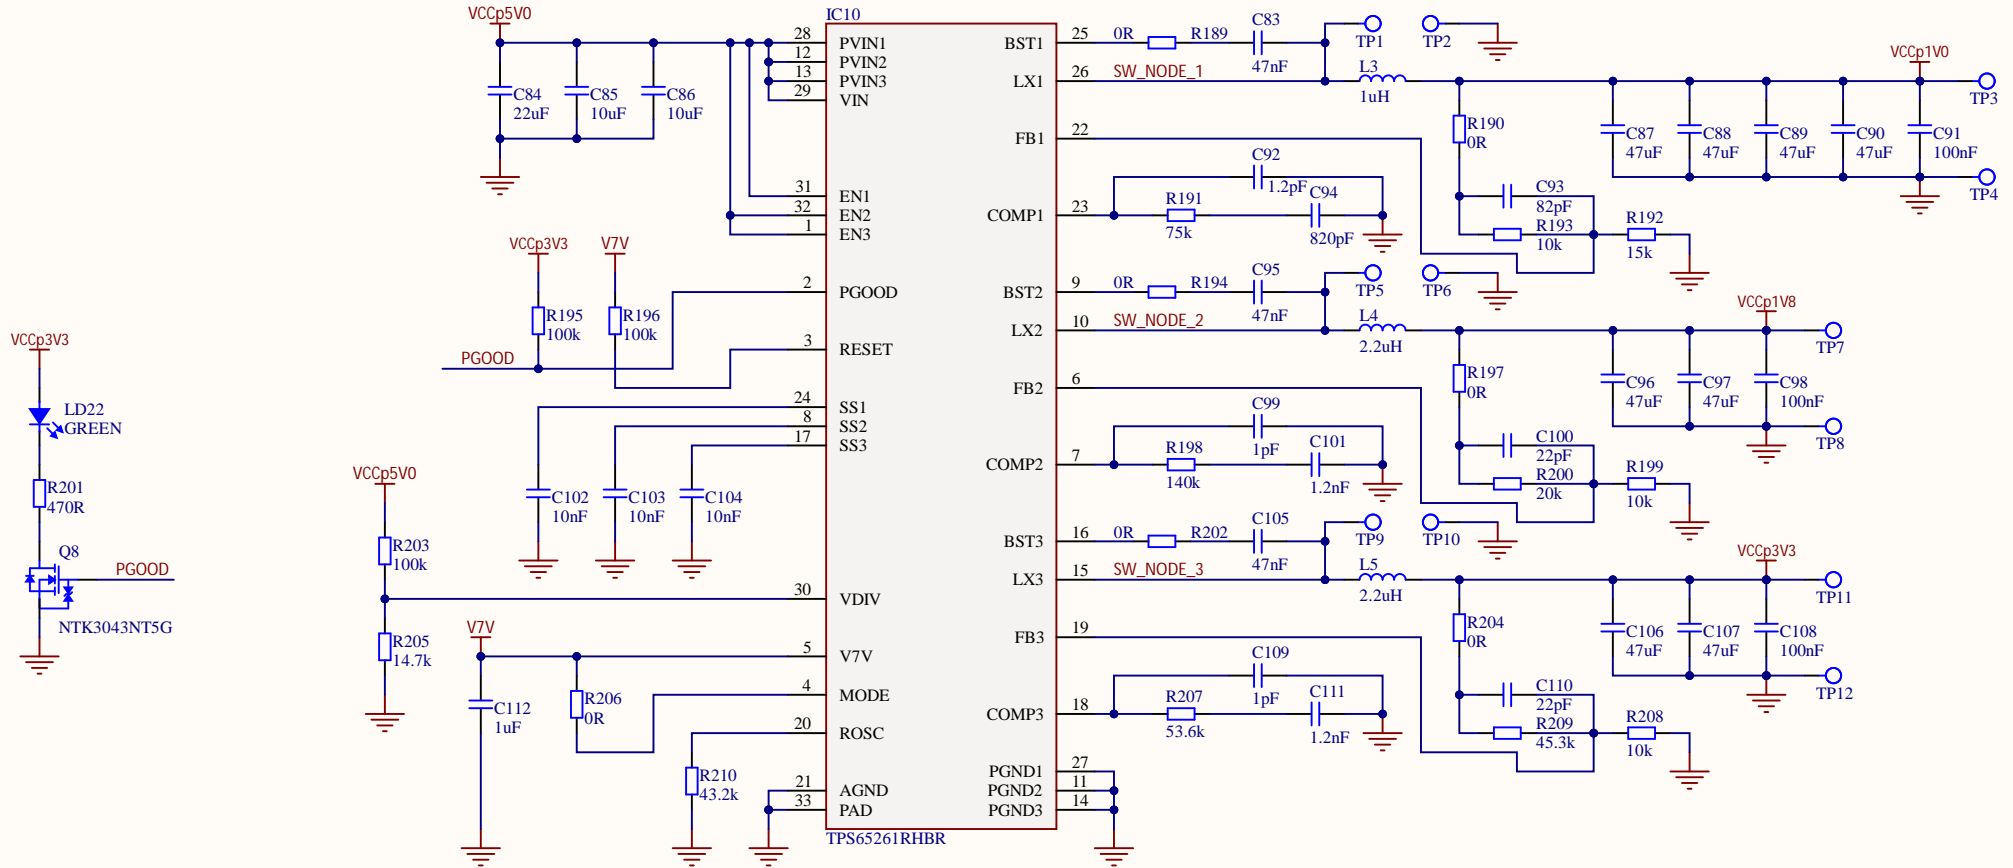 VCCp5V0
C84
22uF
C85
10uF
C86
10uF
IC10
28
12
13
29
31
32
1
2
3
24
8
17
30
5
4
20
21
33
PVIN1
PVIN2
PVIN3
VIN
EN1
EN2
EN3
PGOOD
RESET
SS1
SS2
SS3
VDIV
V7V
MODE
ROSC
AGND
PAD
BST1
LX1
FB1
COMP1
BST2
LX2
FB2
COMP2
BST3
LX3
FB3
COMP3
PGND1
PGND2
PGND3
25
26
22
23
9
10
6
7
16
15
19
18
27
11
14
TPS65261RHBR
VCCp3V3
V7V
R195
100k
R196
100k
PGOOD
VCCp3V3
LD22
GREEN
R201
470R
Q8
PGOOD
NTK3043NT5G
C102
10nF
C103
10nF
C104
10nF
VCCp5V0
R203
100k
R205
14.7k
V7V
C112
1uF
R206
0R
R210
43.2k
0R
R189
C83
47nF
TP1
TP2
SW_NODE_1
L3
1uH
VCCp1V0
TP3
R190
0R
C87
47uF
C88
47uF
C89
47uF
C90
47uF
C91
100nF
TP4
C92
1.2pF
R191
75k
C94
820pF
C93
82pF
R193
10k
R192
15k
0R
R194
C95
47nF
TP5
TP6
SW_NODE_2
L4
2.2uH
VCCp1V8
TP7
R197
0R
C96
47uF
C97
47uF
C98
100nF
TP8
C99
1pF
R198
140k
C101
1.2nF
C100
22pF
R200
20k
R199
10k
0R
R202
C105
47nF
TP9
TP10
SW_NODE_3
L5
2.2uH
VCCp3V3
TP11
R204
0R
C106
47uF
C107
47uF
C108
100nF
TP12
C109
1pF
R207
53.6k
C111
1.2nF
C110
22pF
R209
45.3k
R208
10k